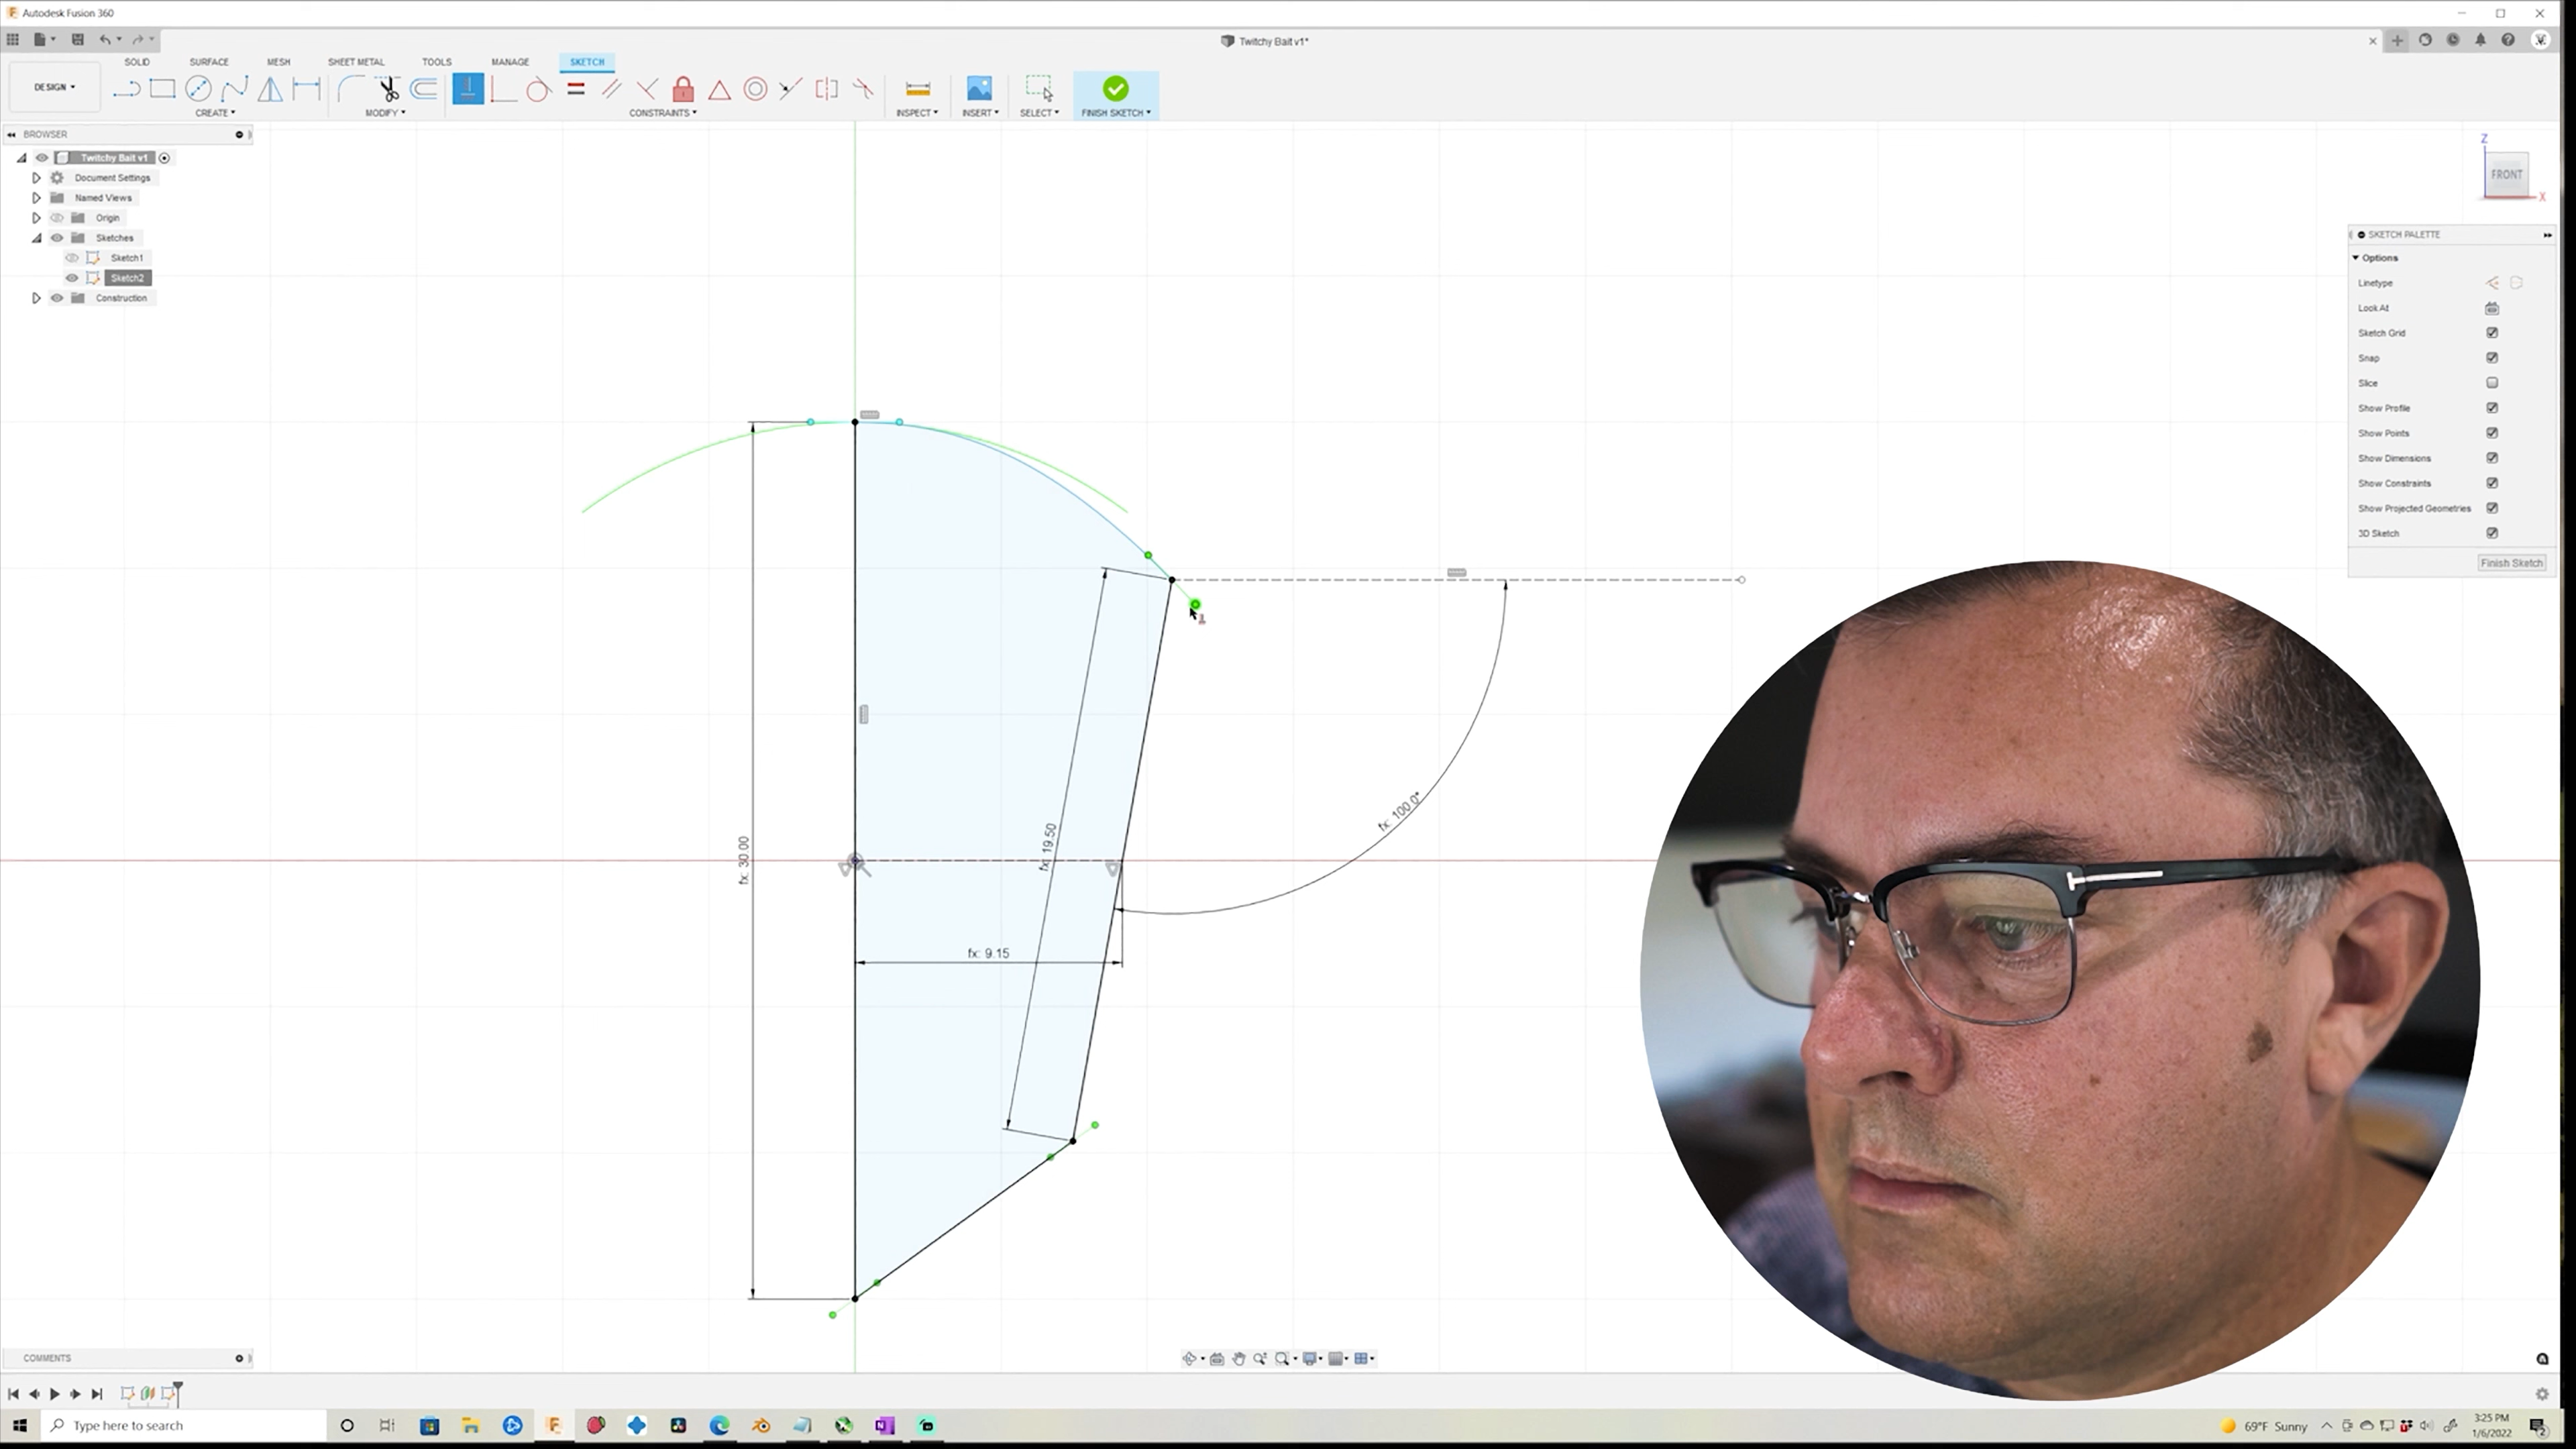 Autodesk Fusion 360
Twitchy Bait v1*
SOLID SURFACE MESH SHEET METAL TOOLS MANAGE SKETCH
DESIGN
CREATE MODIFY CONSTRAINTS INSPECT INSERT SELECT FINISH SKETCH
BROWSER
Twitchy Bait v1
Document Settings
Named Views
Origin
Sketches
Sketch1
Sketch2
Construction
Z
FRONT
X
SKETCH PALETTE
Options
Linetype
Look At
Sketch Grid
Snap
Slice
Show Profile
Show Points
Show Dimensions
Show Constraints
Show Projected Geometries
3D Sketch
Finish Sketch
fx: 30.00
fx: 19.50
fx: 100.0°
fx: 9.15
COMMENTS
Type here to search
69°F Sunny
3:25 PM
1/6/2022